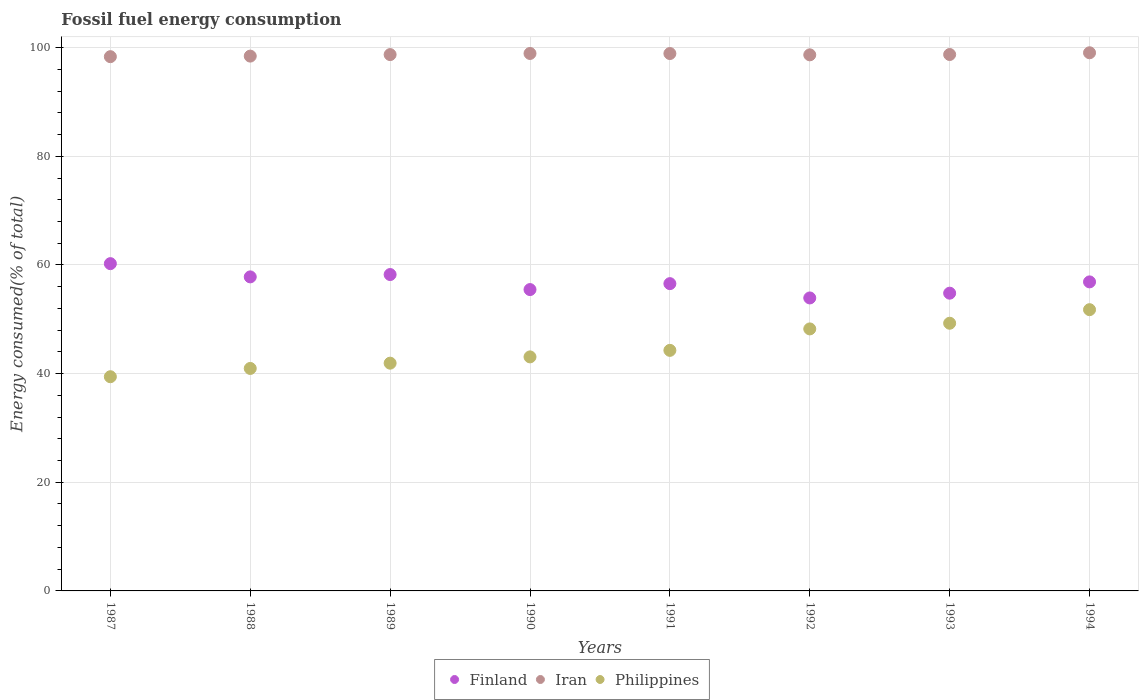 Fossil fuel energy consumption
Energy consumed(% of total)
100
80
60
40
20
0
1987
1988
1989
1990
1991
1992
1993
1994
Years
Finland
Iran
Philippines